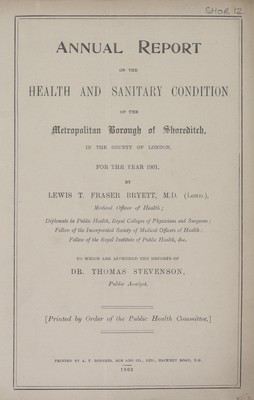 SHOR 12
ANNUAL REPORT
ON THE
HEALTH AND SANITARY CONDITION
OF THE
Metropolitan Borough of Shoreditch,
IN THE COUNTY OF LONDON,
FOR THE YEAR 1901,
BY
LEWIS T. FRASER BRYETT, M.D. (LOND.),
Medical Officer of Health;
Diplomate in Public Health, Royal Colleges of Physicians and Surgeons;
Fellow of the Incorporated Society of Medical Officers of Health;
Fellow of the Royal Institute of Public Health, &c.
TO WHICH ARE APPENDED THE REPORTS OF
DR. THOMAS STEVENSON,
Public Analyst.
[Printed by Order of the Public Health Committee.]
PRINTED BY A. T. ROBERTS, SON AND CO., LTD., HACKNEY ROAD, N.E.
1902